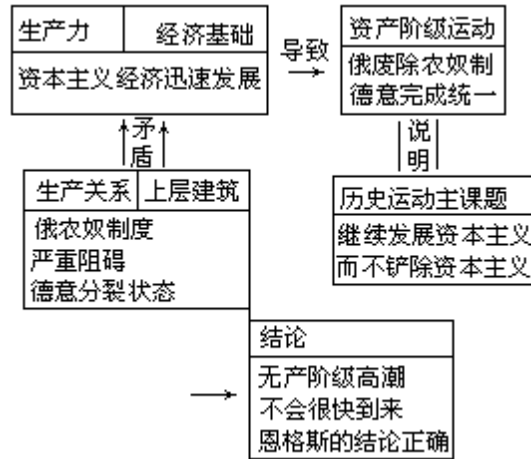 生产力 经济基础
资本主义经济迅速发展
导致
资产阶级运动
俄废除农奴制
德意完成统一
矛盾
说明
生产关系 上层建筑
俄农奴制度
严重阻碍
德意分裂状态
历史运动主课题
继续发展资本主义
而不铲除资本主义
结论
无产阶级高潮
不会很快到来
恩格斯的结论正确